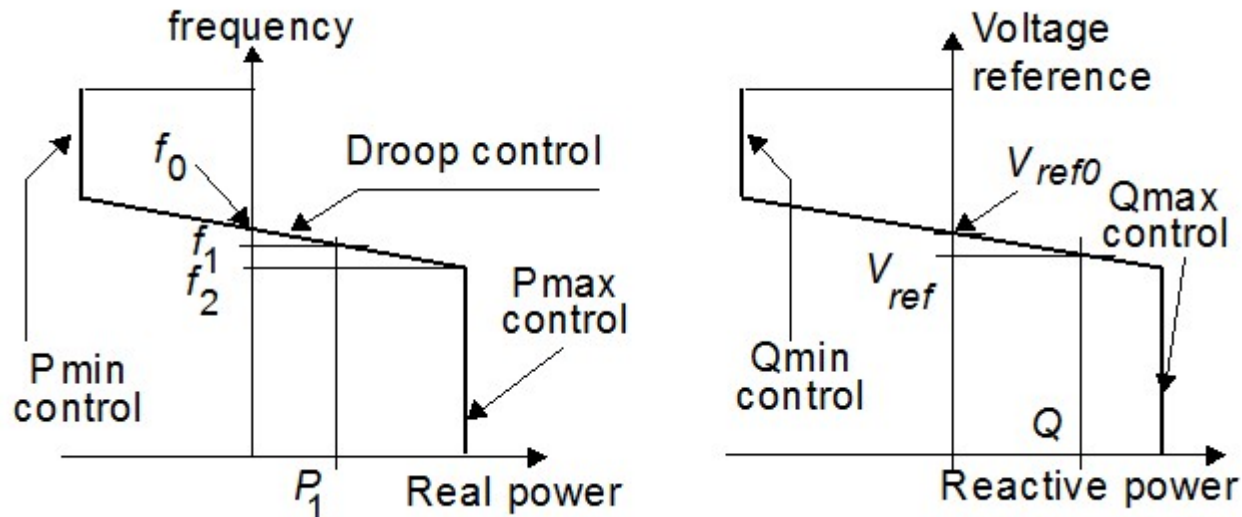 frequency
f0
Droop control
f1
f2
Pmax
control
Pmin
control
P1
Real power
Voltage
reference
Vref0
Qmax
control
Vref
Qmin
control
Q
Reactive power